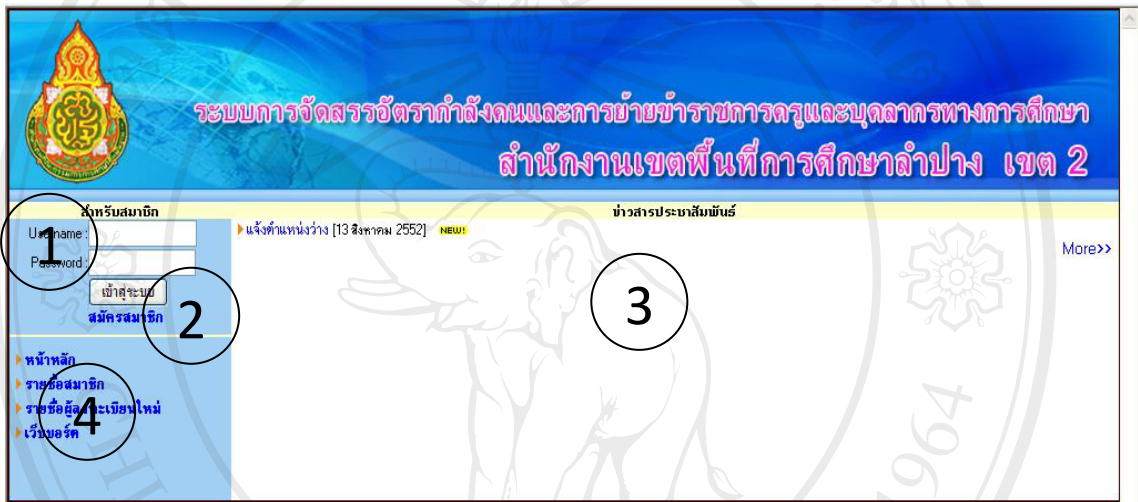 ระบบการจัดสรรอัตรากำลังคนและการย้ายข้าราชการครูและบุคลากรทางการศึกษา
สำนักงานเขตพื้นที่การศึกษาลำปาง เขต 2
สำหรับสมาชิก
Username :
1
Password :
เข้าสู่ระบบ
สมัครสมาชิก
2
ข่าวสารประชาสัมพันธ์
แจ้งตำแหน่งว่าง [13 สิงหาคม 2552] NEW!
More>>
3
หน้าหลัก
รายชื่อสมาชิก
รายชื่อผู้ลงทะเบียนใหม่
4
เว็บบอร์ด
1964